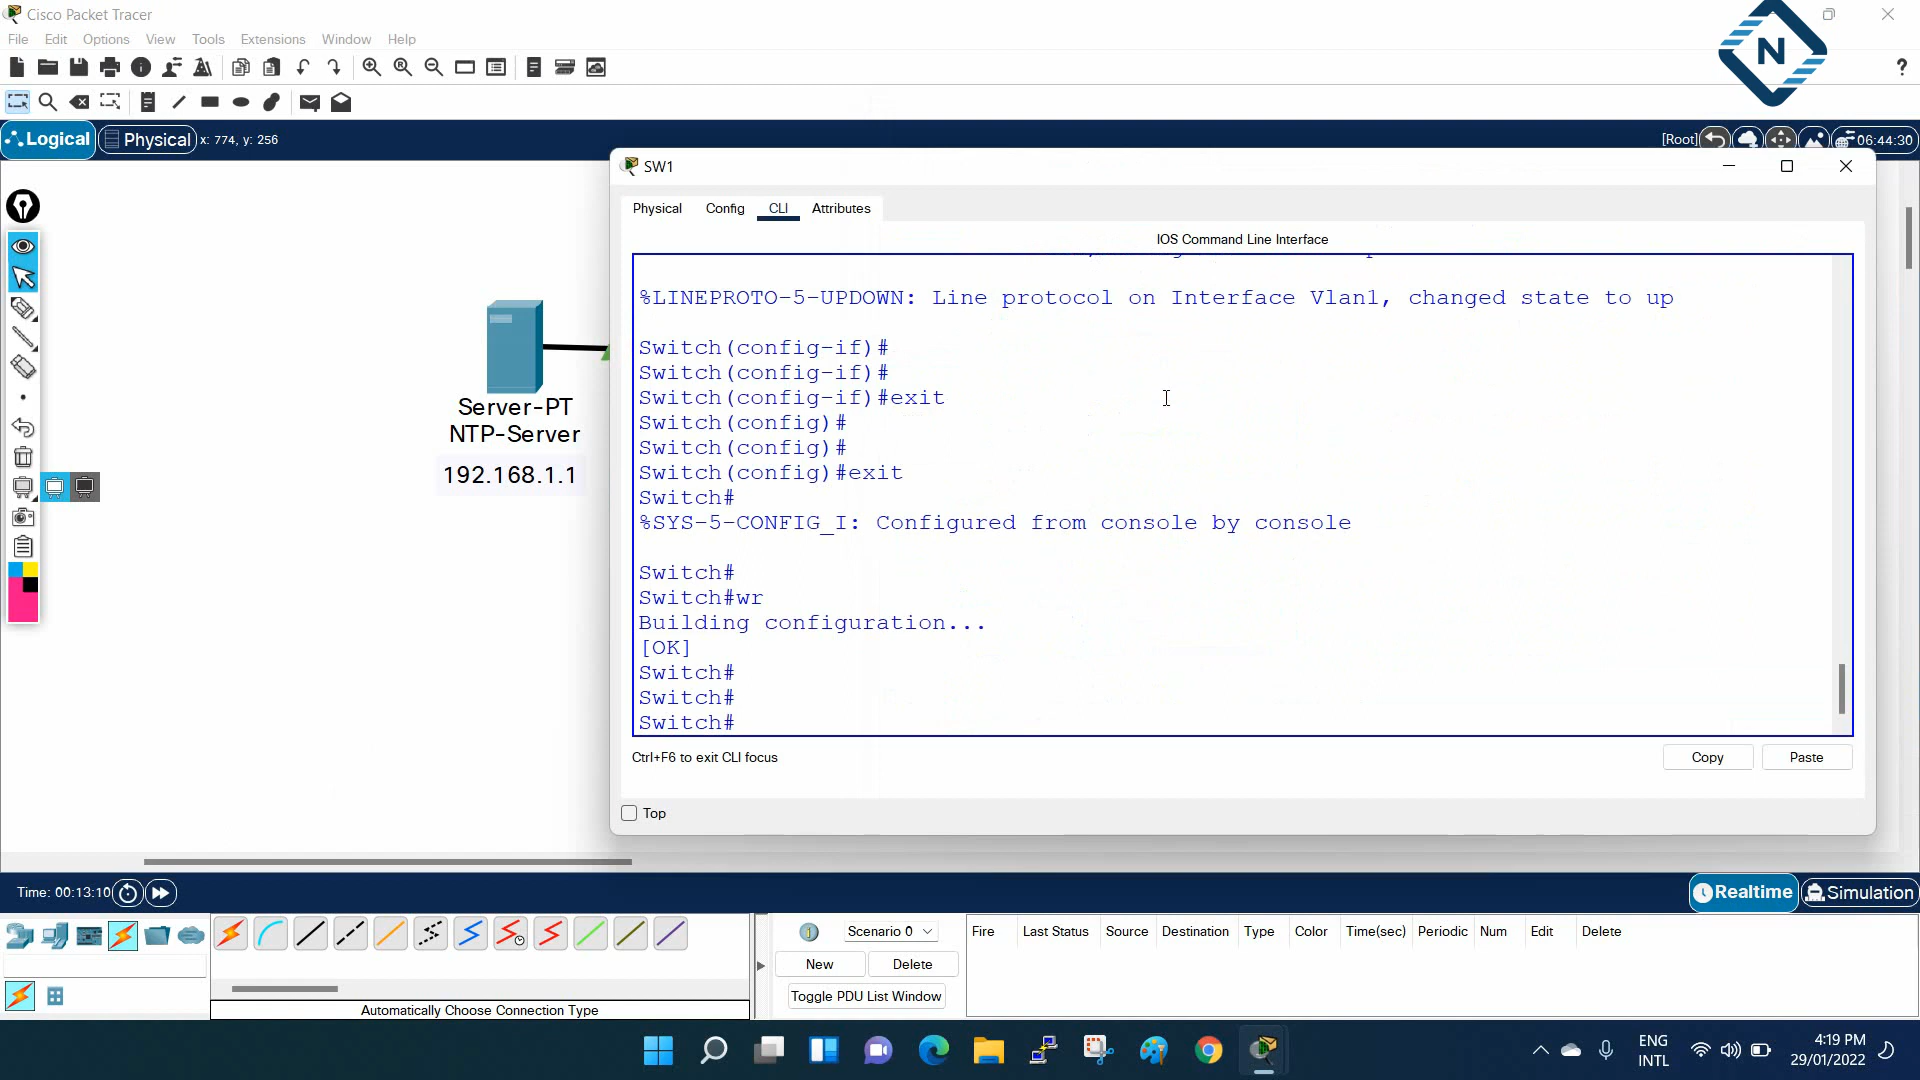 Cisco Packet Tracer
File Edit Options View Tools Extensions Window Help
N
?
Logical Physical x: 774, y: 256
[Root] 06:44:30
SW1
Physical Config CLI Attributes
IOS Command Line Interface
%LINEPROTO-5-UPDOWN: Line protocol on Interface Vlan1, changed state to up
Switch(config-if)#
Switch(config-if)#
Switch(config-if)#exit
Switch(config)#
Switch(config)#
Switch(config)#exit
Switch#
%SYS-5-CONFIG_I: Configured from console by console
Switch#
Switch#wr
Building configuration...
[OK]
Switch#
Switch#
Switch#
Ctrl+F6 to exit CLI focus
Copy Paste
Top
Server-PT
NTP-Server
192.168.1.1
Time: 00:13:10
Realtime Simulation
Scenario 0
New Delete
Toggle PDU List Window
Fire Last Status Source Destination Type Color Time(sec) Periodic Num Edit Delete
Automatically Choose Connection Type
ENG
INTL
4:19 PM
29/01/2022